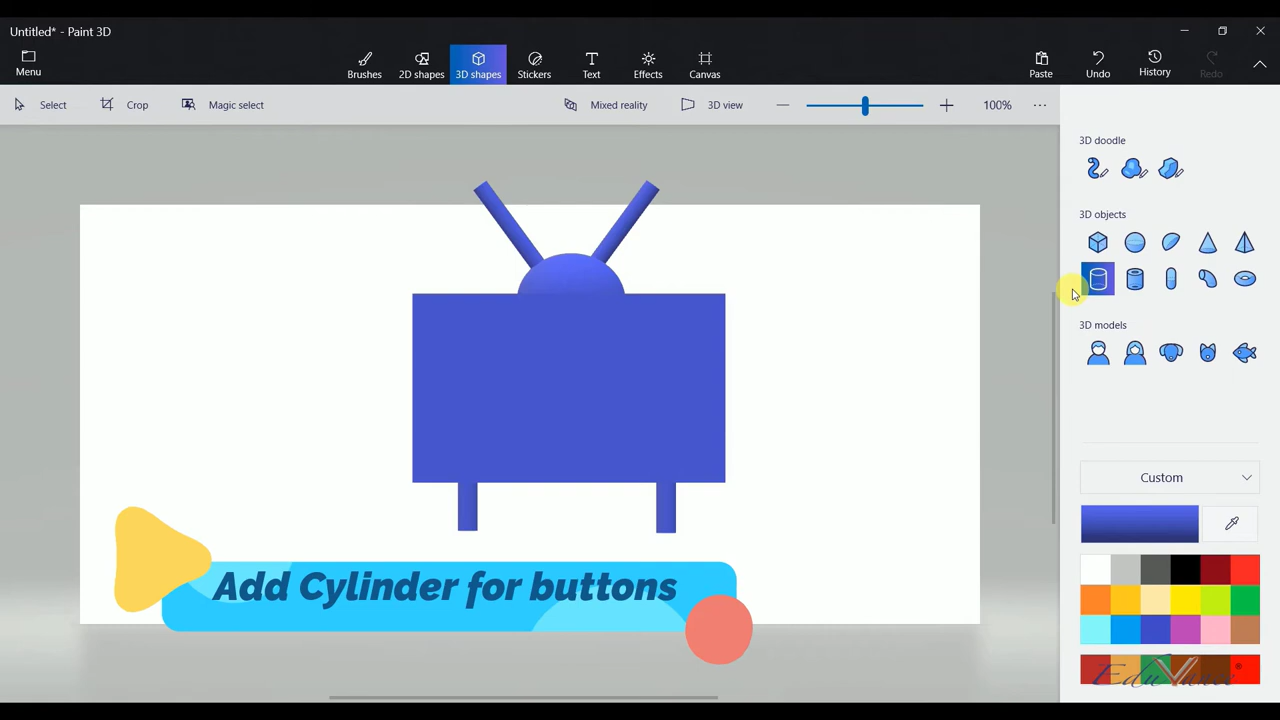 Untitled* - Paint 3D
Menu
Brushes
2D shapes
3D shapes
Stickers
Text
Effects
Canvas
Paste
Undo
History
Redo
Select
Crop
Magic select
Mixed reality
3D view
100%
3D doodle
3D objects
3D models
Custom
Add Cylinder for buttons
EduVance®